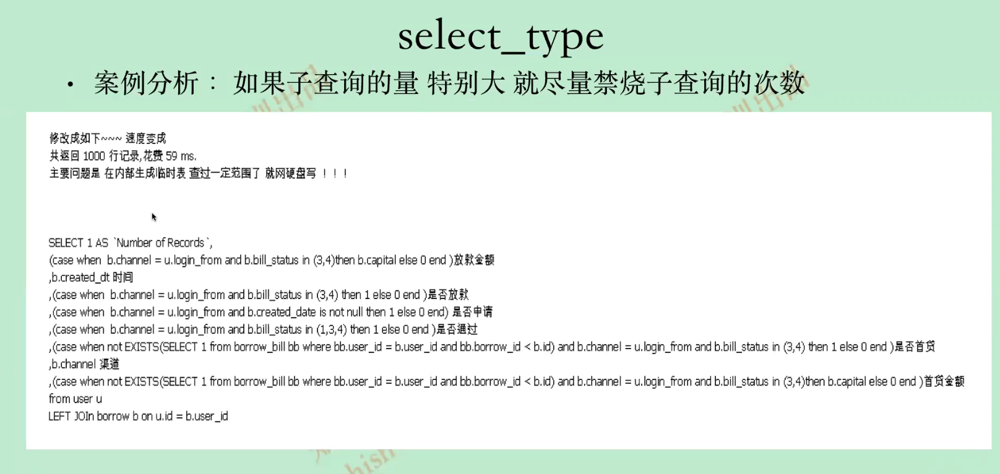 select_type
• 案例分析： 如果子查询的量 特别大 就尽量禁烧子查询的次数
修改成如下~~~ 速度变成
共返回 1000 行记录,花费 59 ms.
主要问题是 在内部生成临时表 查过一定范围了 就网硬盘写 ！！！
SELECT 1 AS `Number of Records`,
(case when  b.channel = u.login_from and b.bill_status in (3,4)then b.capital else 0 end )放款金额
,b.created_dt 时间
,(case when  b.channel = u.login_from and b.bill_status in (3,4) then 1 else 0 end )是否放款
,(case when  b.channel = u.login_from and b.created_date is not null then 1 else 0 end) 是否申请
,(case when  b.channel = u.login_from and b.bill_status in (1,3,4) then 1 else 0 end )是否通过
,(case when not EXISTS(SELECT 1 from borrow_bill bb where bb.user_id = b.user_id and bb.borrow_id < b.id) and b.channel = u.login_from and b.bill_status in (3,4) then 1 else 0 end )是否首贷
,b.channel 渠道
,(case when not EXISTS(SELECT 1 from borrow_bill bb where bb.user_id = b.user_id and bb.borrow_id < b.id) and b.channel = u.login_from and b.bill_status in (3,4)then b.capital else 0 end )首贷金额
from user u
LEFT JOIn borrow b on u.id = b.user_id